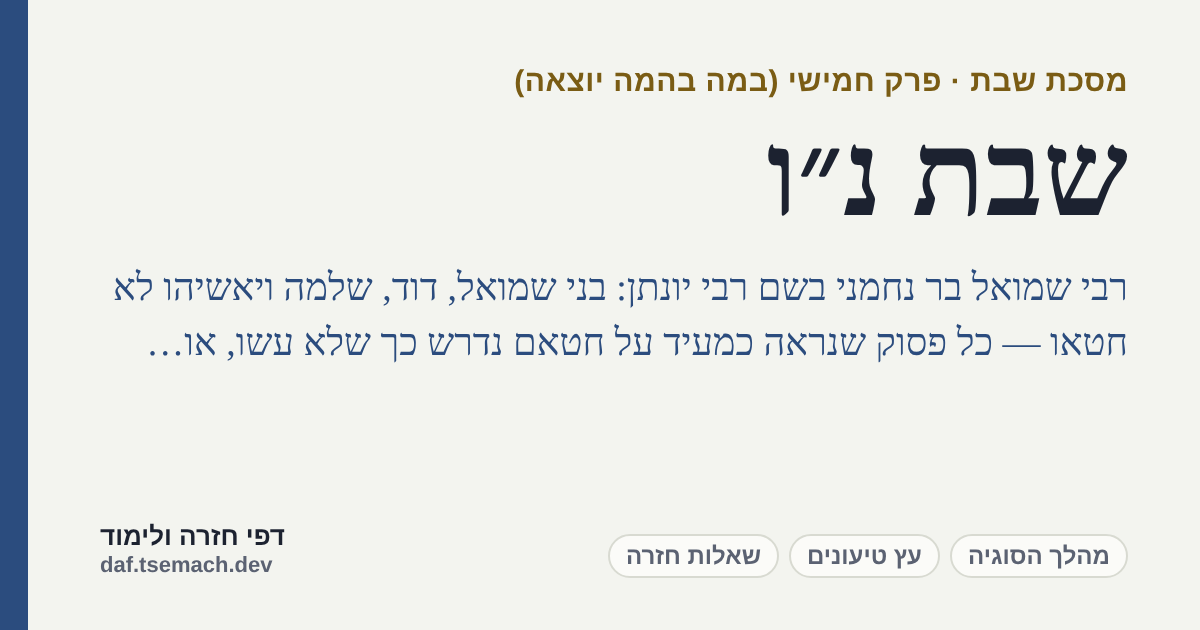 מסכת שבת · פרק חמישי (במה בהמה יוצאה)
שבת נ״ו
רבי שמואל בר נחמני בשם רבי יונתן: בני שמואל, דוד, שלמה ויאשיהו לא
חטאו — כל פסוק שנראה כמעיד על חטאם נדרש כך שלא עשו, או…
מהלך הסוגיה
עץ טיעונים
שאלות חזרה
דפי חזרה ולימוד
daf.tsemach.dev